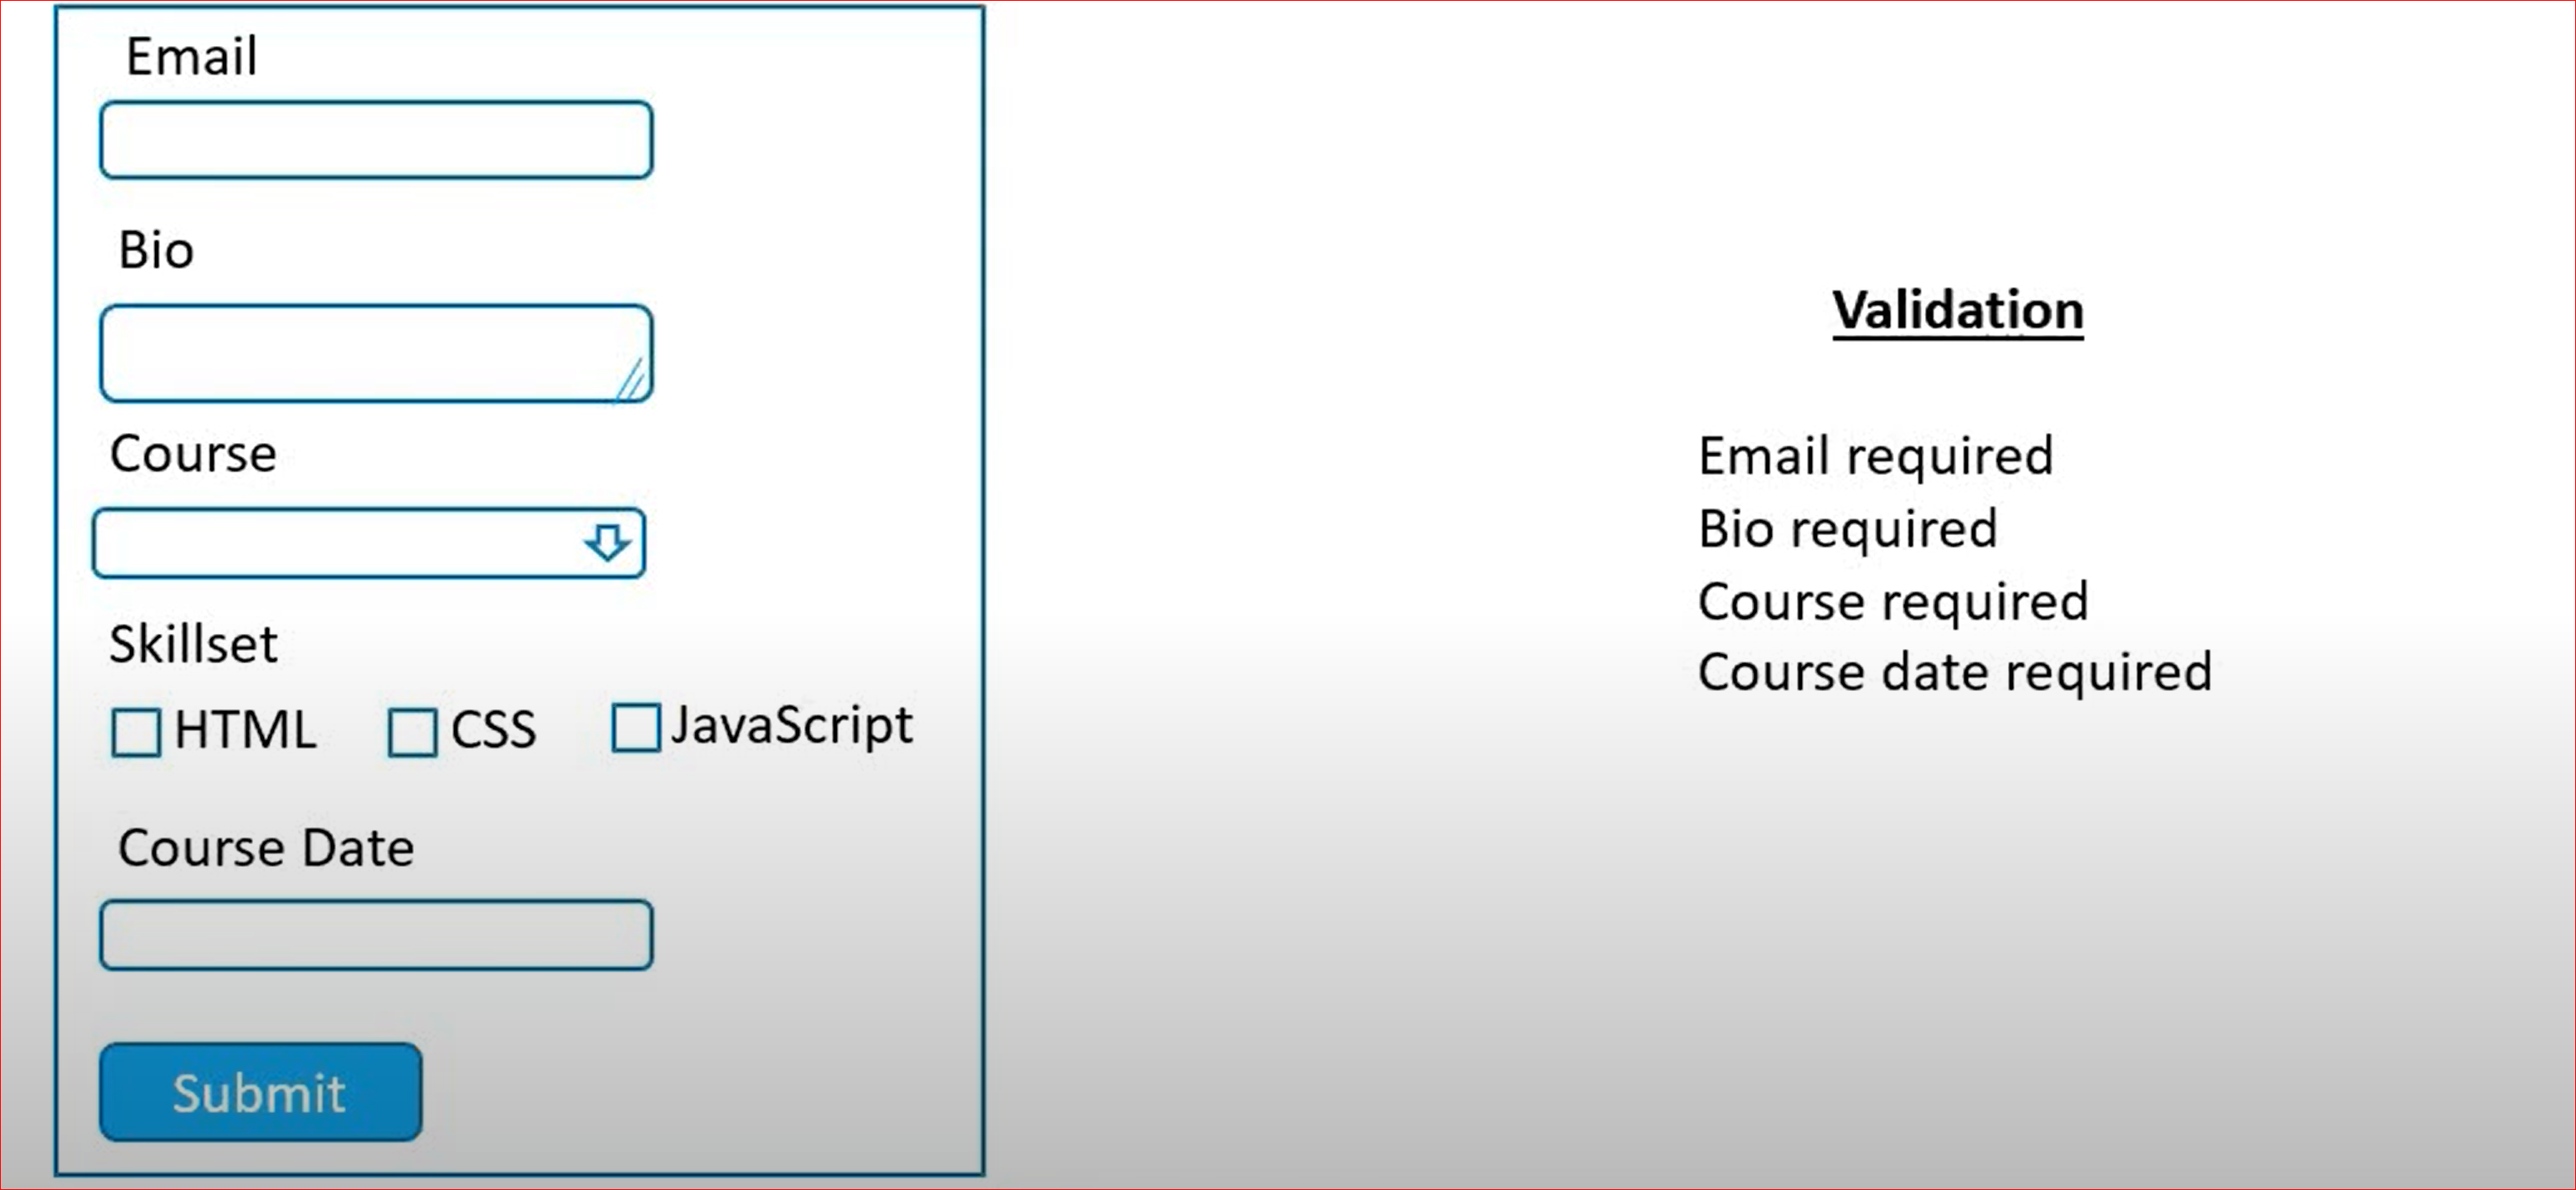 Email
Bio
Course
Skillset
HTML CSS JavaScript
Course Date
Submit
Validation
Email required
Bio required
Course required
Course date required